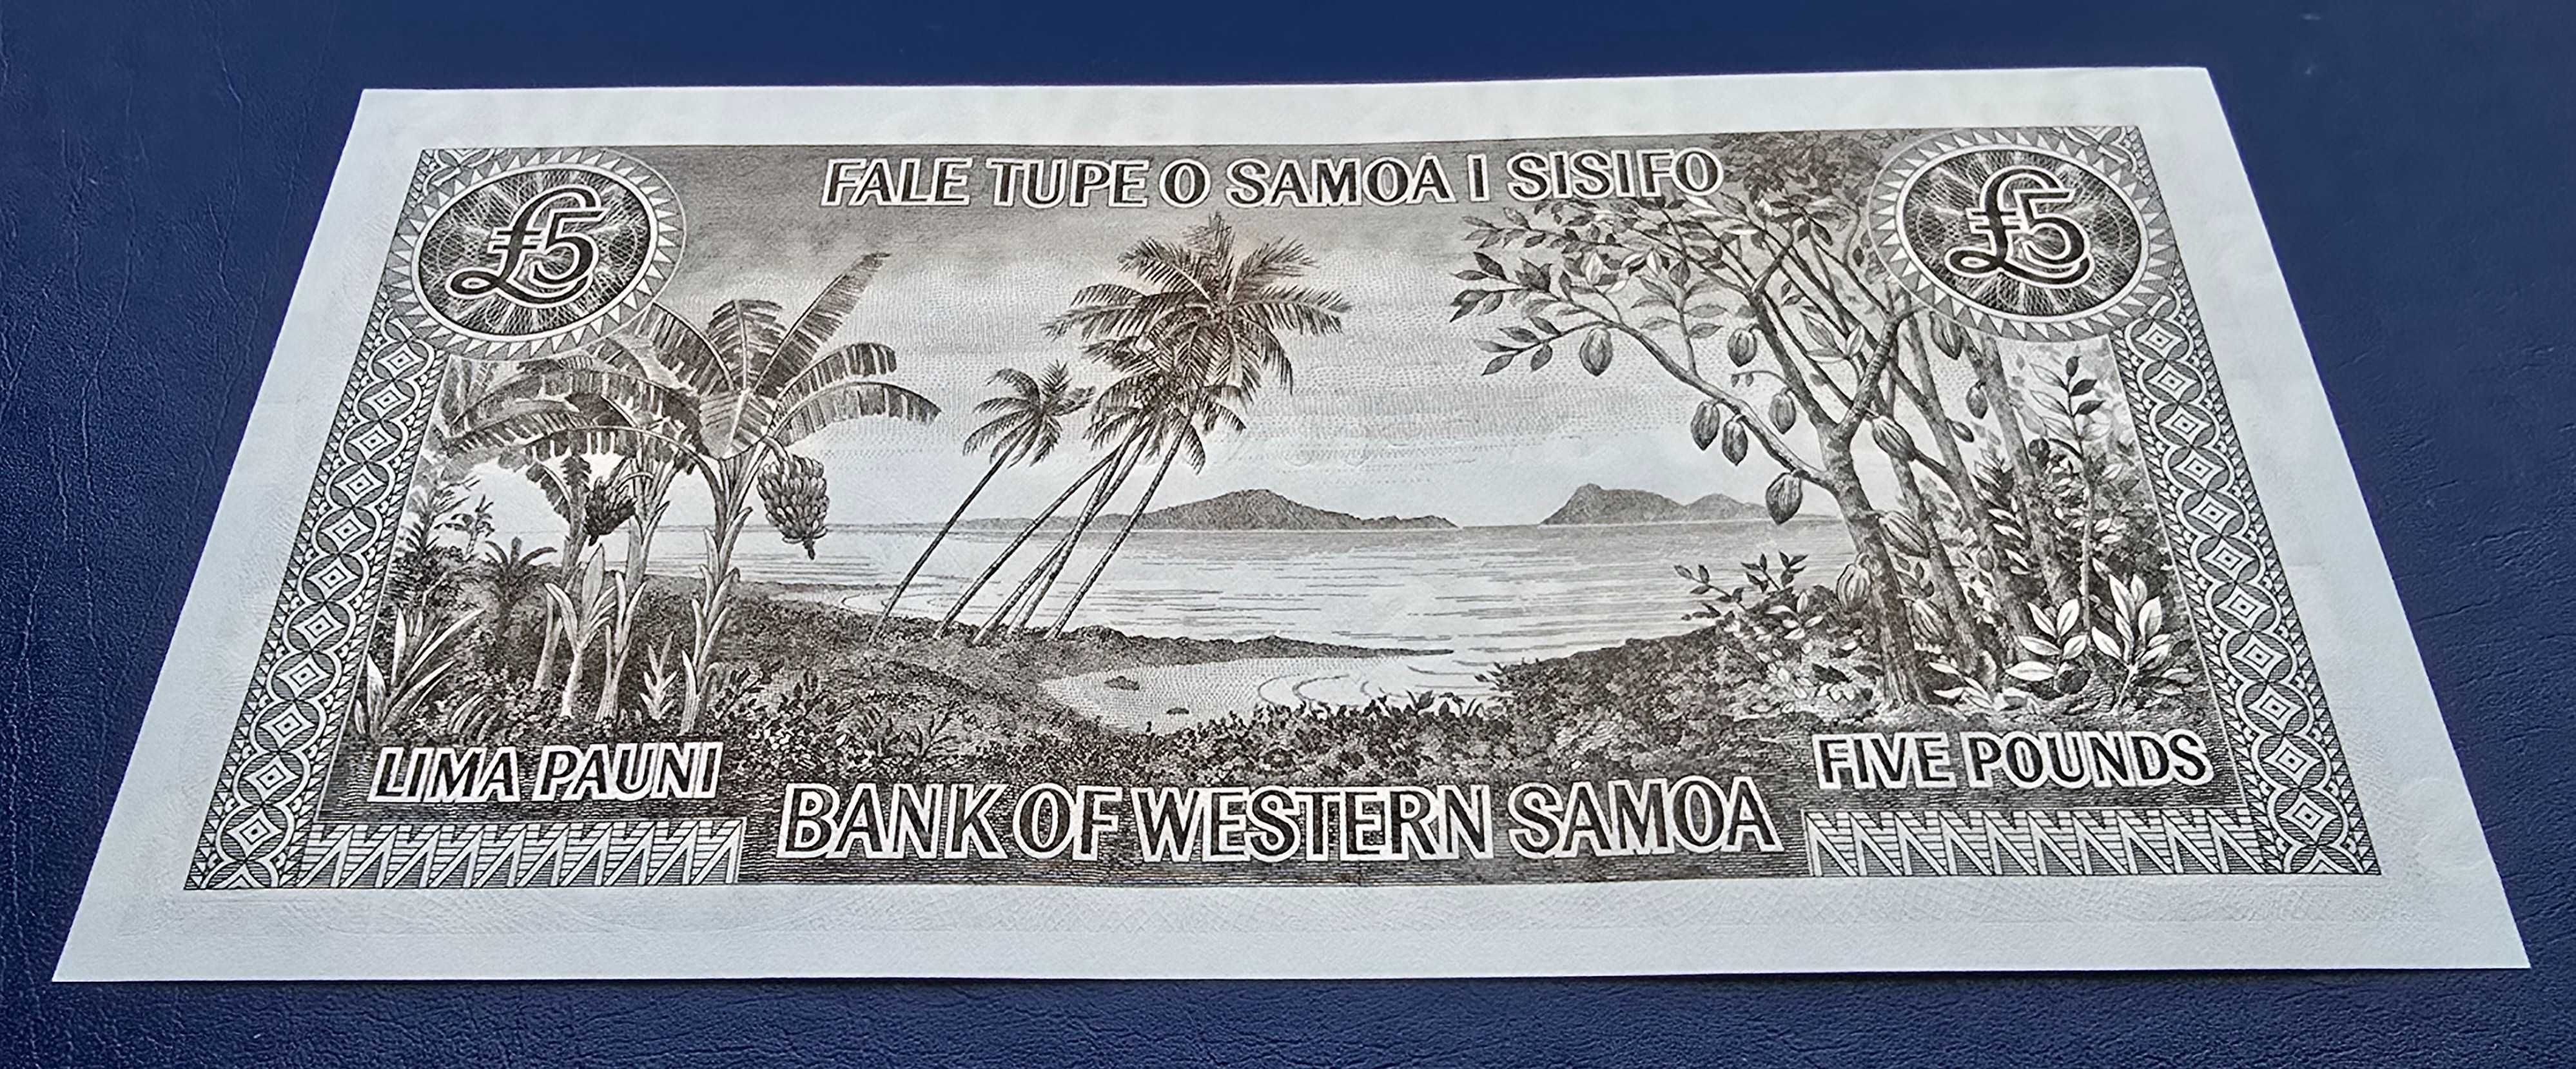 FALE TUPE O SAMOA I SISIFO
£5
£5
LIMA PAUNI
FIVE POUNDS
BANK OF WESTERN SAMOA